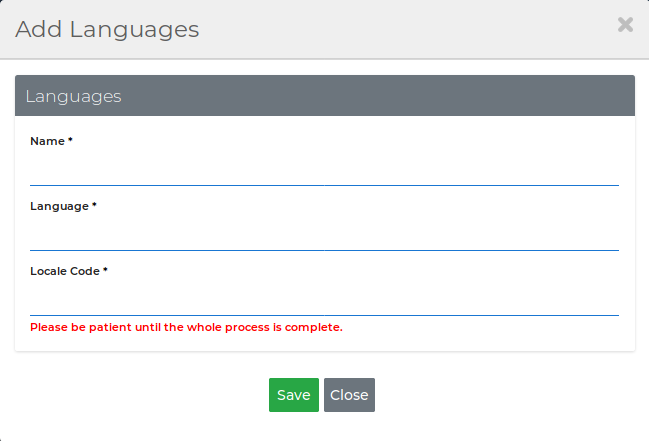 Add Languages
Languages
Name *
Language *
Locale Code *
Please be patient until the whole process is complete.
Save Close